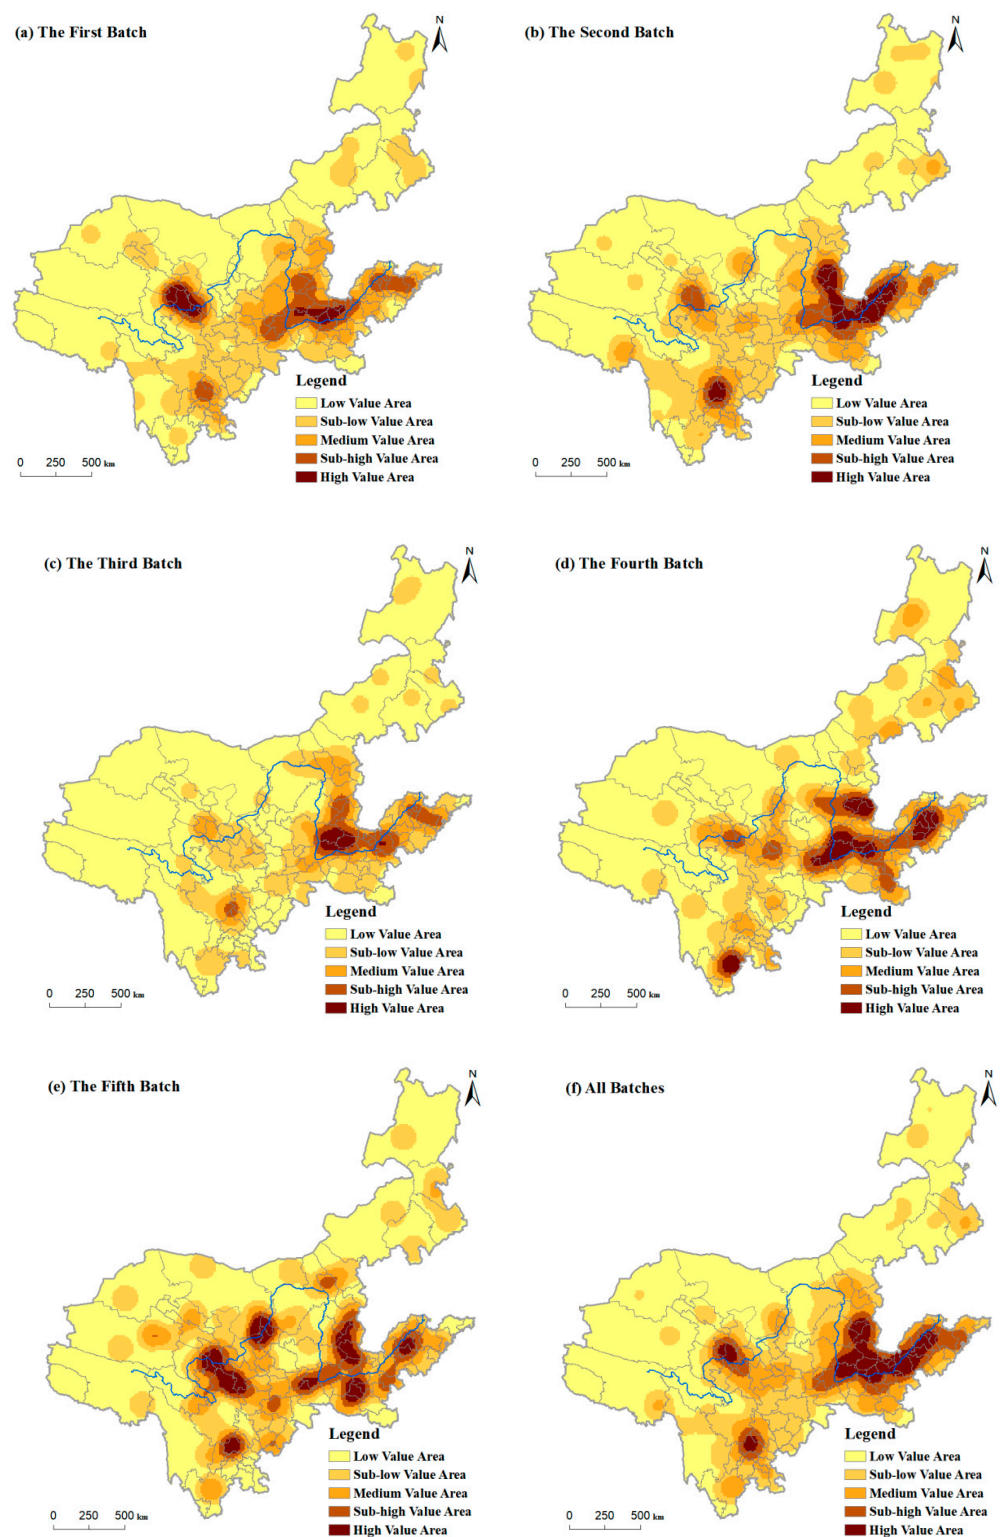 (a) The First Batch
N
Legend
Low Value Area
Sub-low Value Area
Medium Value Area
Sub-high Value Area
High Value Area
0 250 500 km
(b) The Second Batch
N
Legend
Low Value Area
Sub-low Value Area
Medium Value Area
Sub-high Value Area
High Value Area
0 250 500 km
(c) The Third Batch
N
Legend
Low Value Area
Sub-low Value Area
Medium Value Area
Sub-high Value Area
High Value Area
0 250 500 km
(d) The Fourth Batch
N
Legend
Low Value Area
Sub-low Value Area
Medium Value Area
Sub-high Value Area
High Value Area
0 250 500 km
(e) The Fifth Batch
N
Legend
Low Value Area
Sub-low Value Area
Medium Value Area
Sub-high Value Area
High Value Area
0 250 500 km
(f) All Batches
N
Legend
Low Value Area
Sub-low Value Area
Medium Value Area
Sub-high Value Area
High Value Area
0 250 500 km